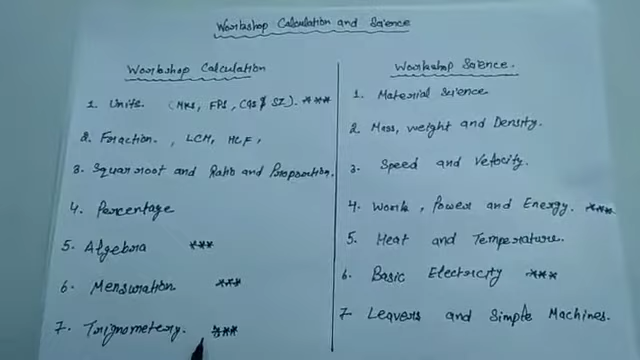 Workshop Calculation and Science
Workshop Calculation
1. Units. (MKS, FPS, CGS & SI). ***
2. Fraction. , LCM, HCF,
3. Squarroot and Ratio and Proportion.
4. Percentage
5. Algebra ***
6. Mensuration ***
7. Trignometery. ***
Workshop Science.
1. Material Science
2. Mass, weight and Density.
3. Speed and Velocity.
4. Work, Power and Energy. ***
5. Heat and Temperature.
6. Basic Electricity ***
7 Leavers and Simple Machines.